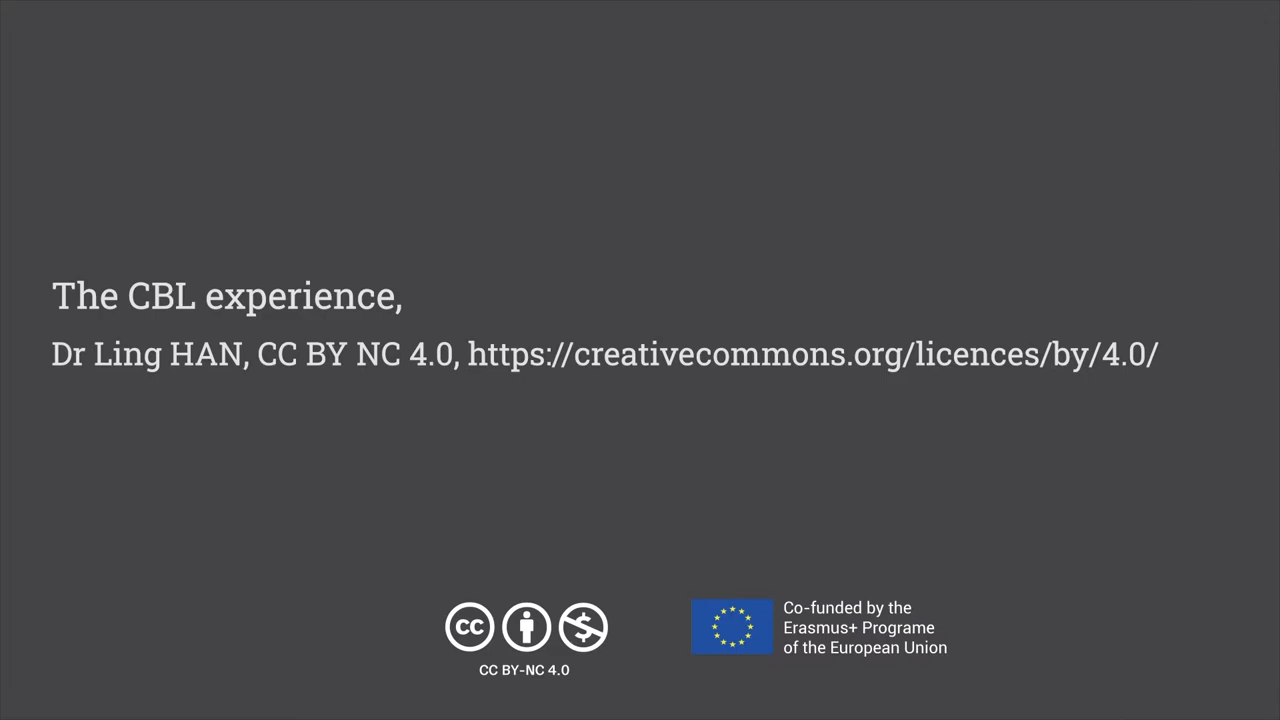 The CBL experience,
Dr Ling HAN, CC BY NC 4.0, https://creativecommons.org/licences/by/4.0/
CC BY-NC 4.0
Co-funded by the
Erasmus+ Programe
of the European Union